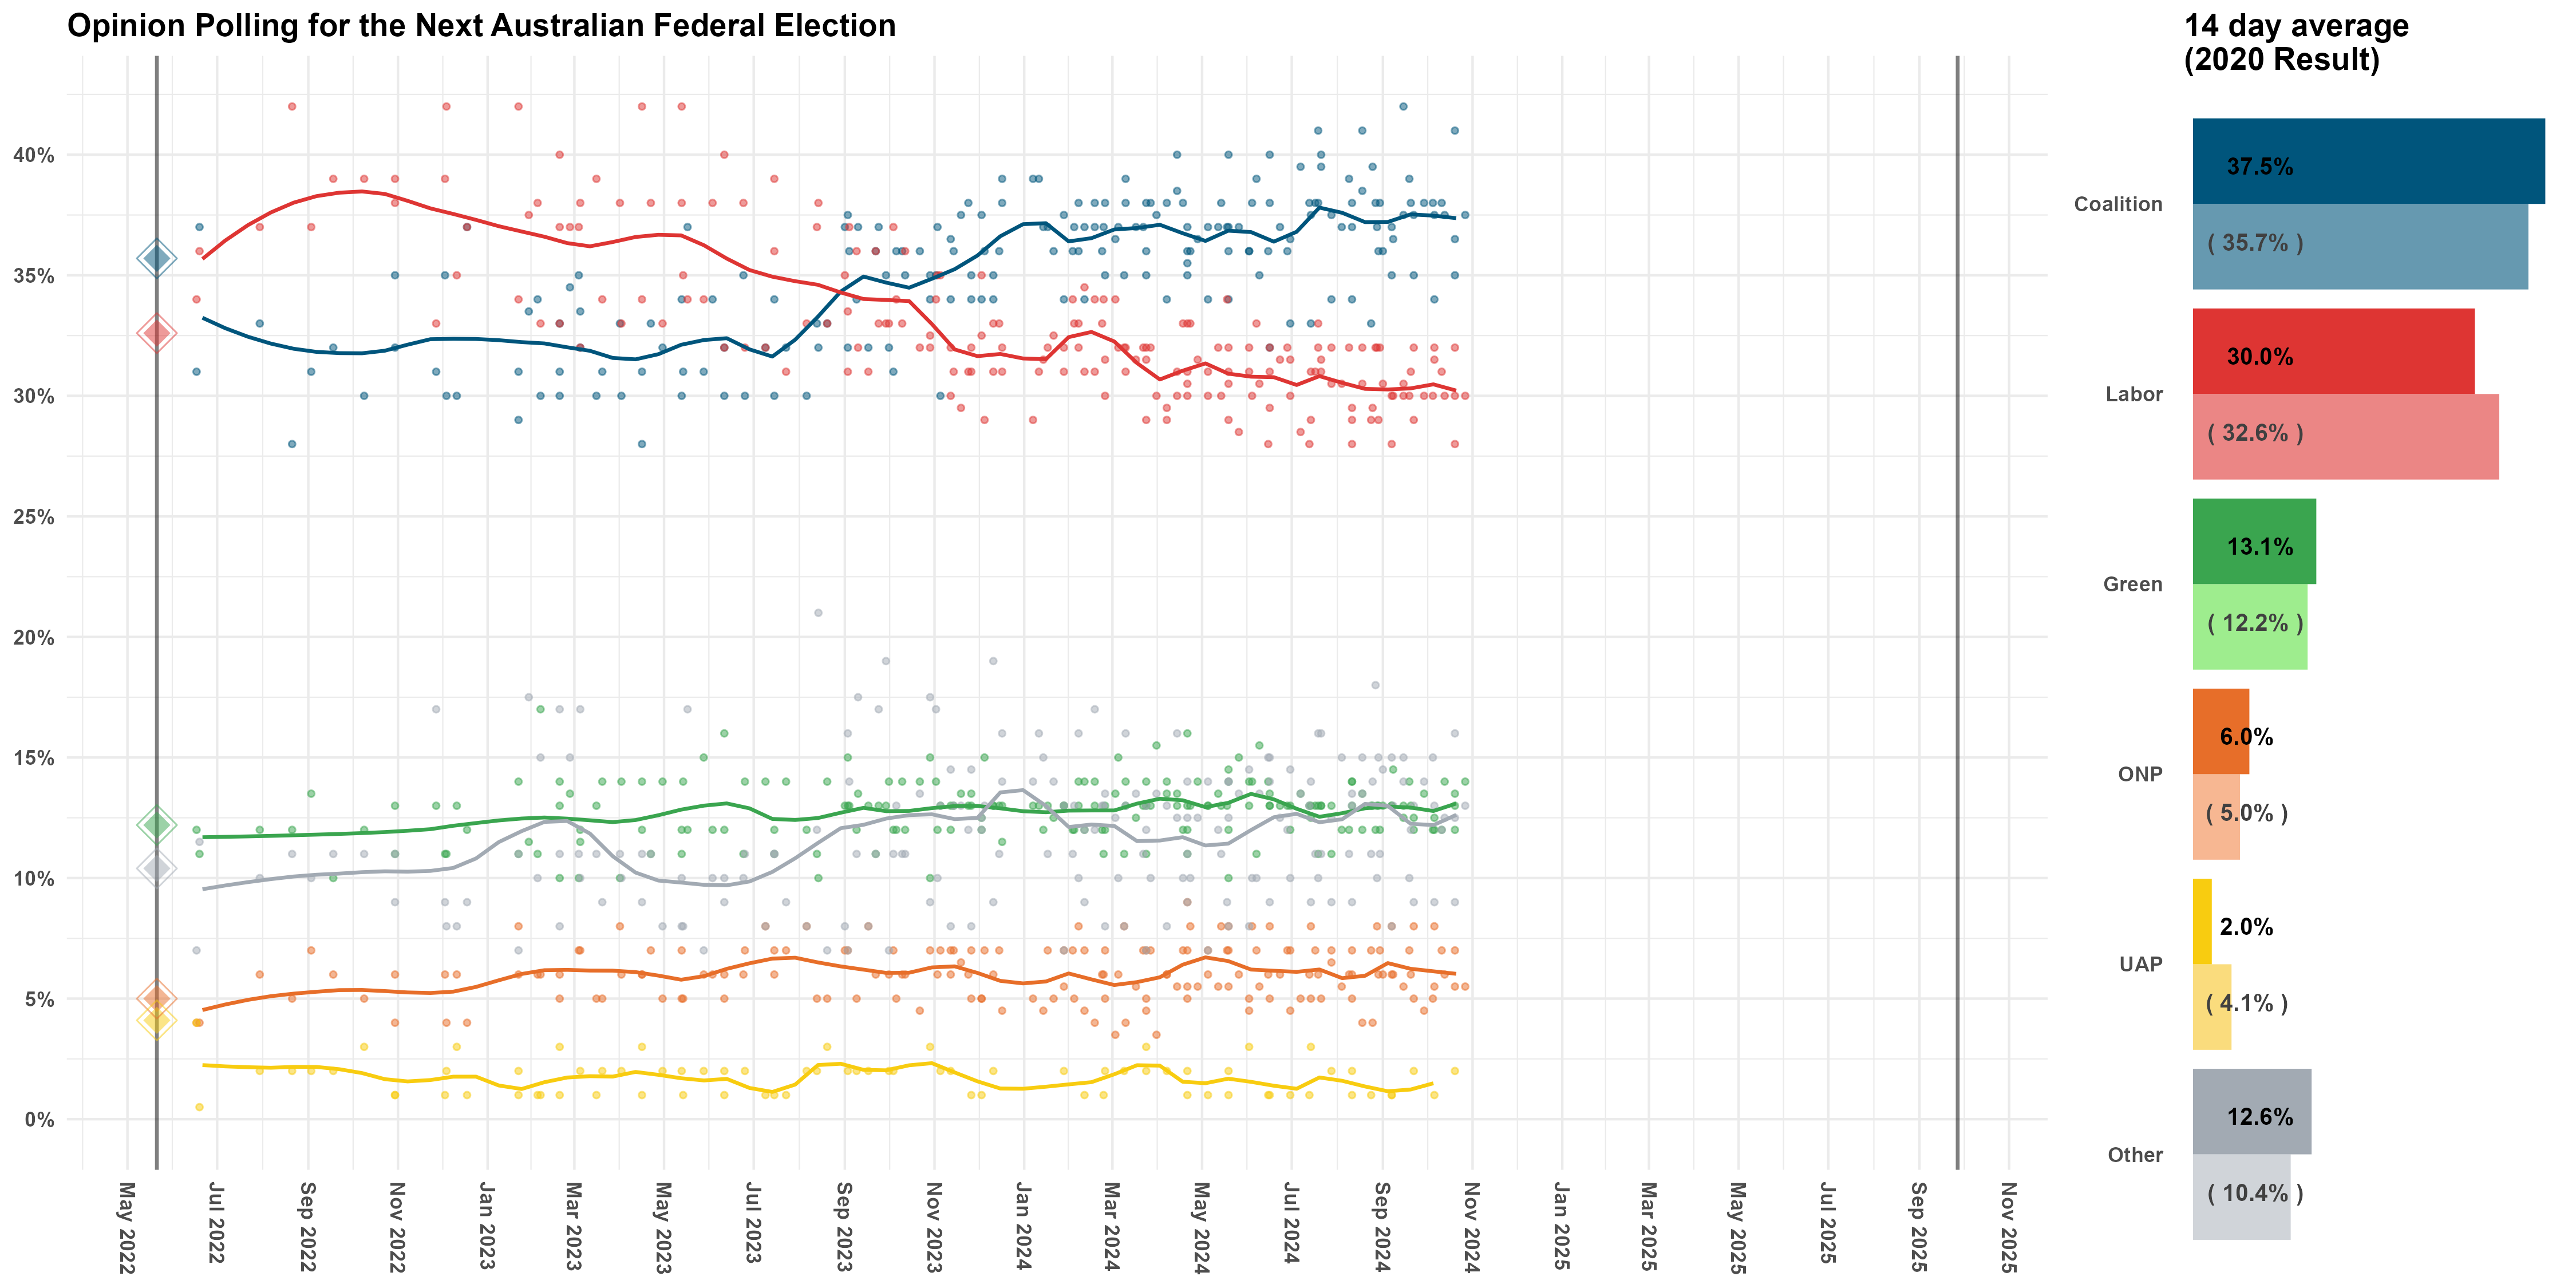 Opinion Polling for the Next Australian Federal Election
40%
35%
30%
25%
20%
15%
10%
5%
0%
May 2022
Jul 2022
Sep 2022
Nov 2022
Jan 2023
Mar 2023
May 2023
Jul 2023
Sep 2023
Nov 2023
Jan 2024
Mar 2024
May 2024
Jul 2024
Sep 2024
Nov 2024
Jan 2025
Mar 2025
May 2025
Jul 2025
Sep 2025
Nov 2025
14 day average
(2020 Result)
Coalition
37.5%
( 35.7% )
Labor
30.0%
( 32.6% )
Green
13.1%
( 12.2% )
ONP
6.0%
( 5.0% )
UAP
2.0%
( 4.1% )
Other
12.6%
( 10.4% )